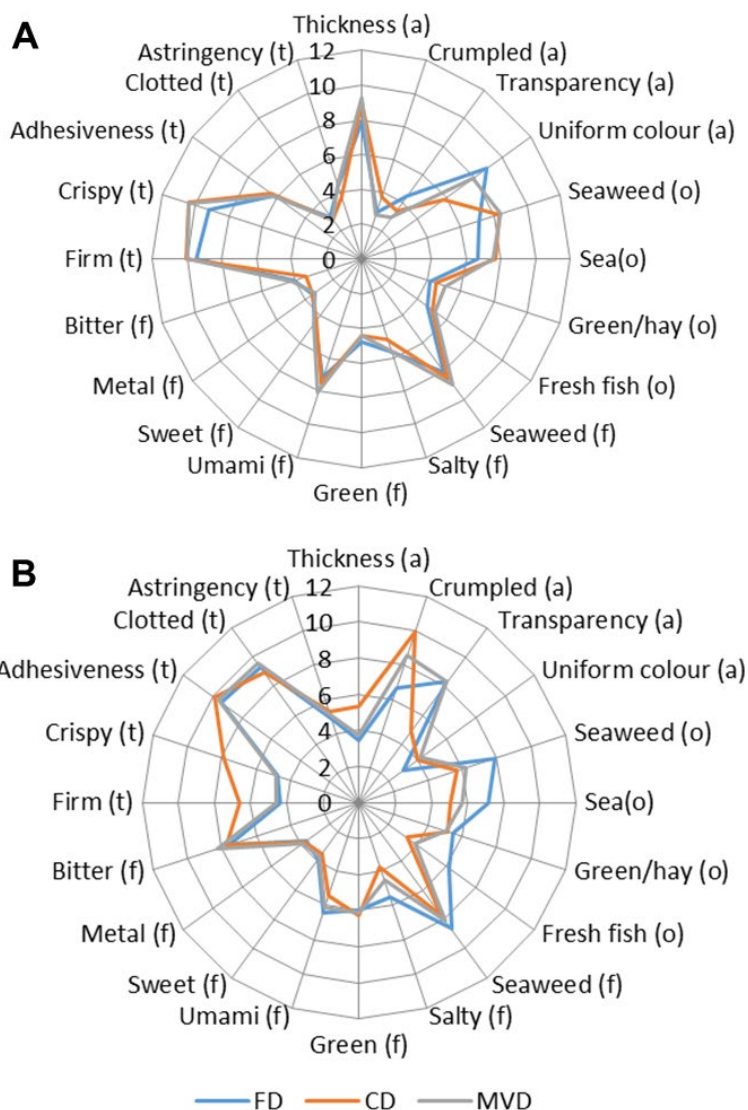 A
Thickness (a)
Astringency (t)
12
Crumpled (a)
Clotted (t)
10
Transparency (a)
8
Adhesiveness (t)
Uniform colour (a)
6
Crispy (t)
4
Seaweed (o)
2
Firm (t)
0
Sea(o)
Bitter (f)
Green/hay (o)
Metal (f)
Fresh fish (o)
Sweet (f)
Seaweed (f)
Umami (f)
Salty (f)
Green (f)
B
Thickness (a)
Astringency (t)
12
Crumpled (a)
Clotted (t)
10
Transparency (a)
8
Adhesiveness (t)
Uniform colour (a)
6
Crispy (t)
4
Seaweed (o)
2
Firm (t)
0
Sea(o)
Bitter (f)
Green/hay (o)
Metal (f)
Fresh fish (o)
Sweet (f)
Seaweed (f)
Umami (f)
Salty (f)
Green (f)
FD CD MVD